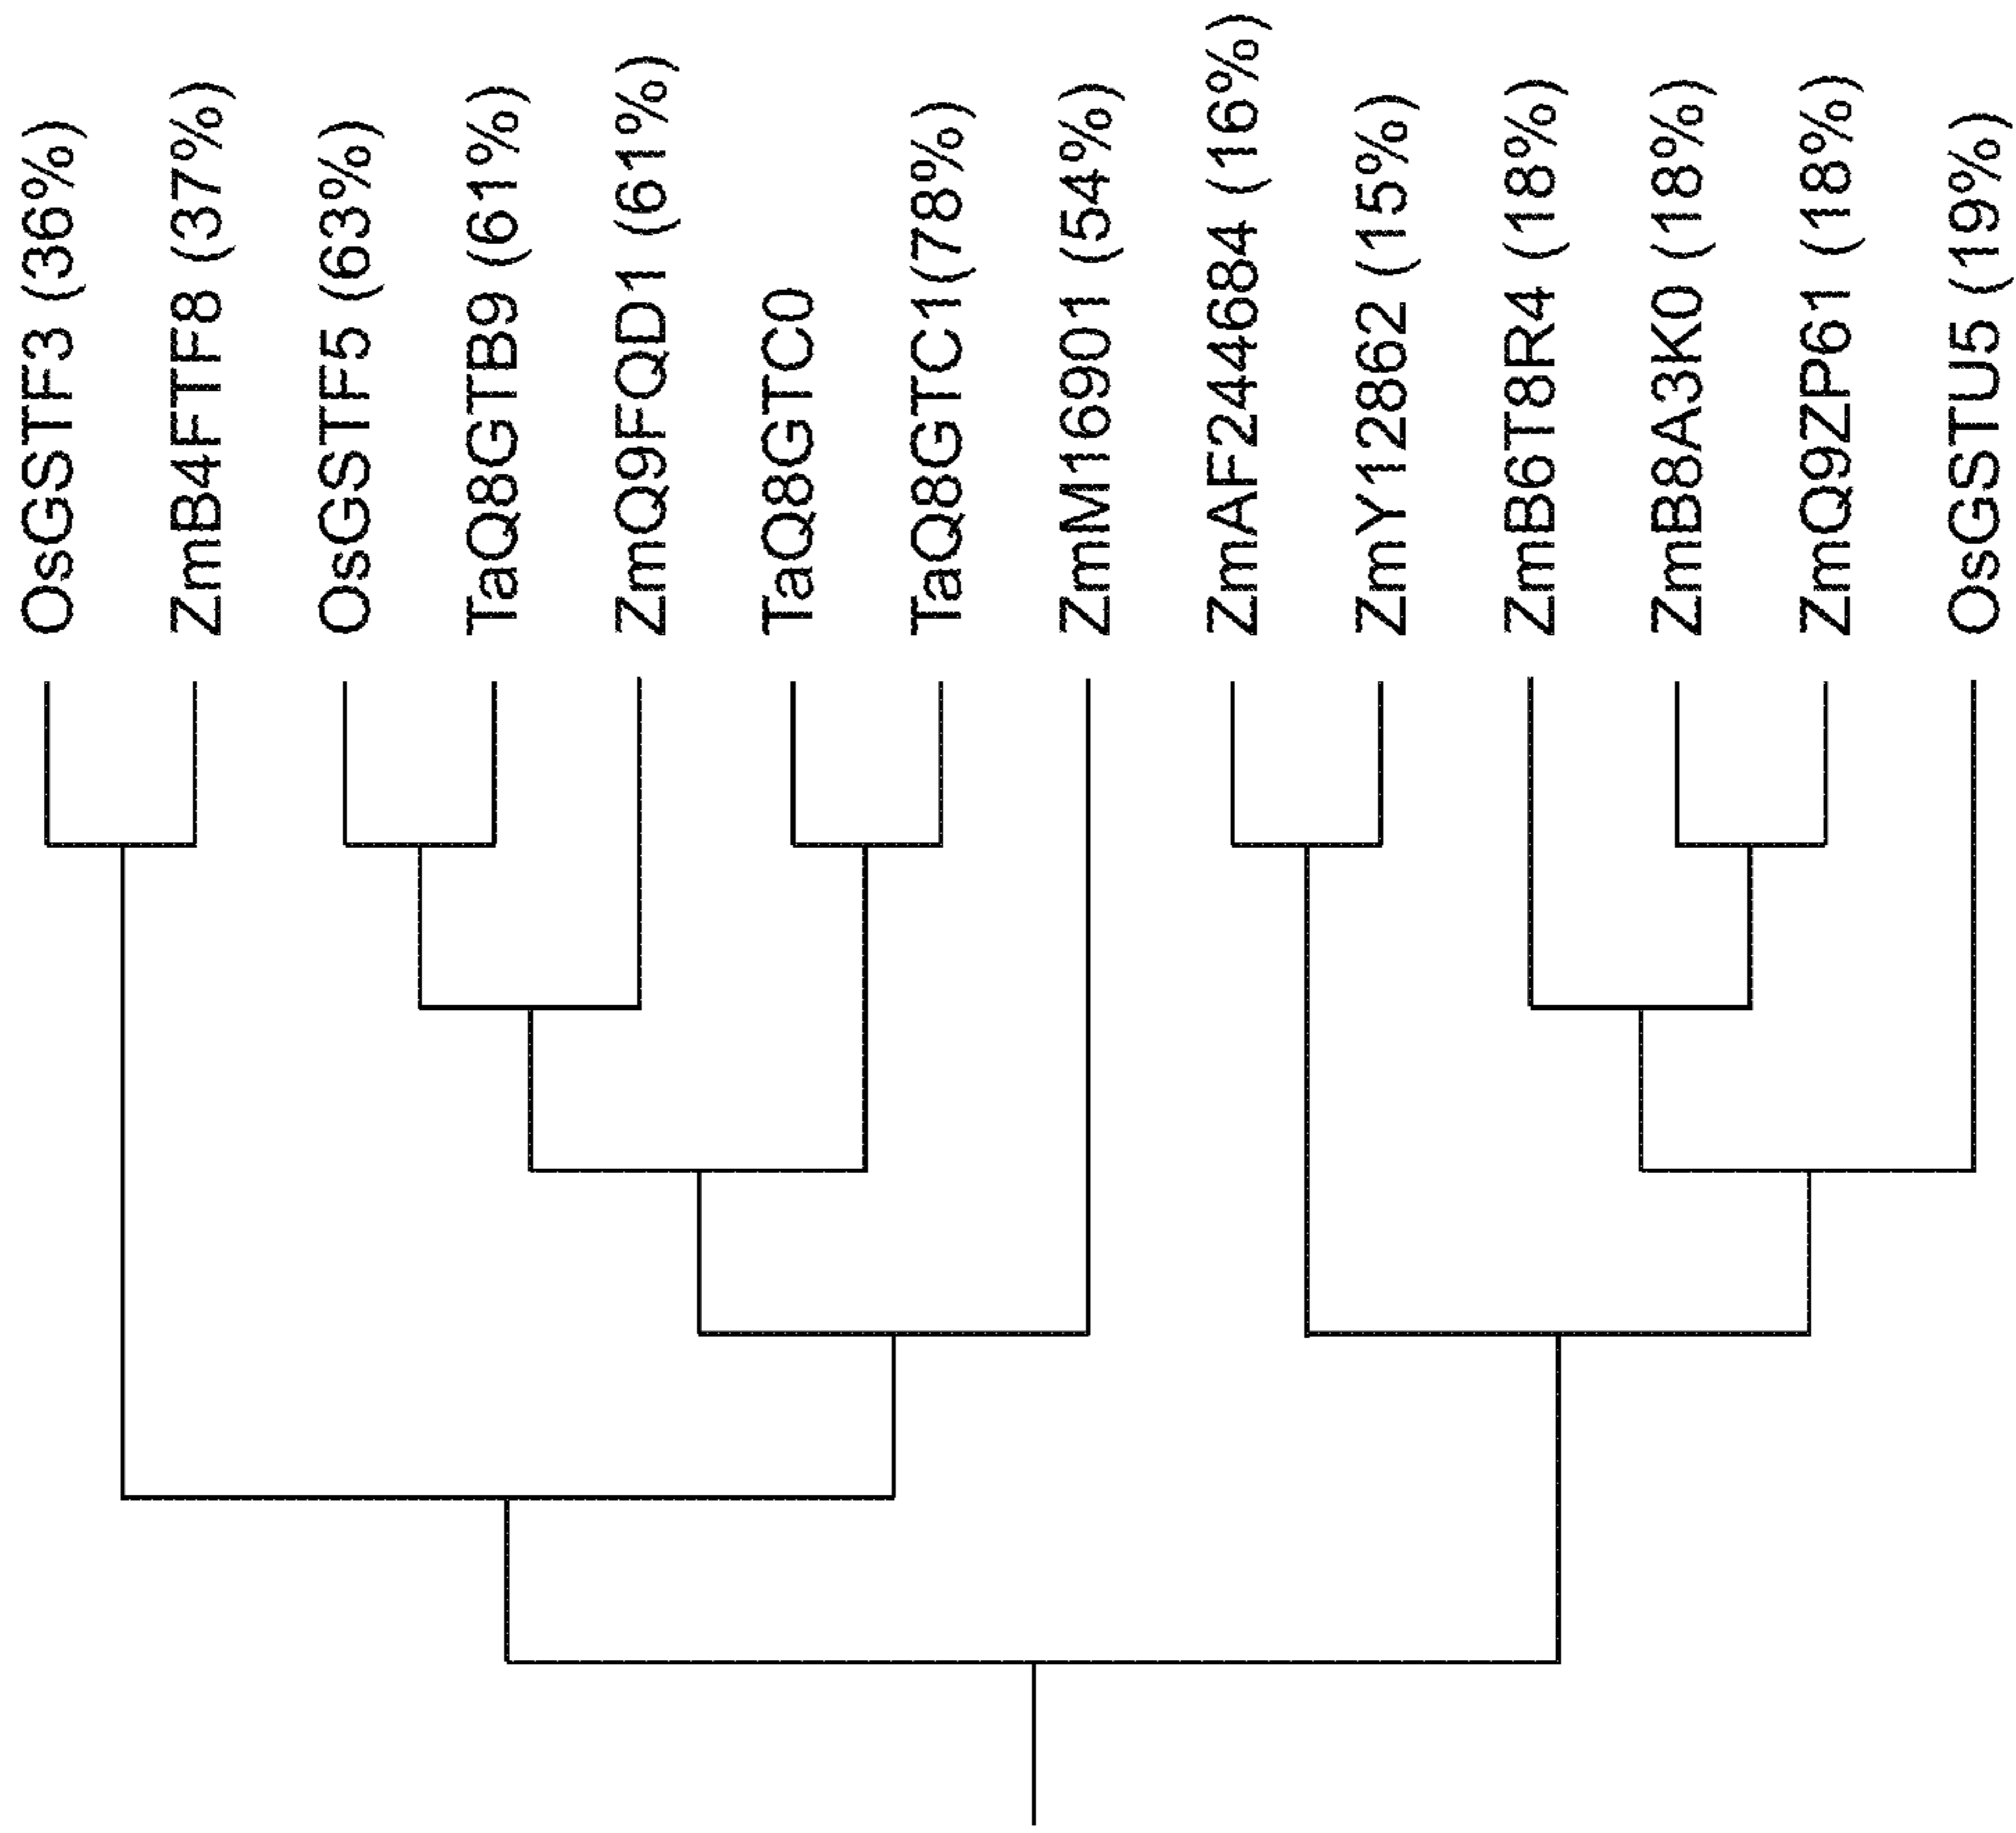 OsGSTF3 (36%)
ZmB4FTF8 (37%)
OsGSTF5 (63%)
TaQ8GTB9 (61%)
ZmQ9FQD1 (61%)
TaQ8GTC0
TaQ8GTC1(78%)
ZmM16901 (54%)
ZmAF244684 (16%)
ZmY12862 (15%)
ZmB6T8R4 (18%)
ZmB8A3K0 (18%)
ZmQ9ZP61 (18%)
OsGSTU5 (19%)